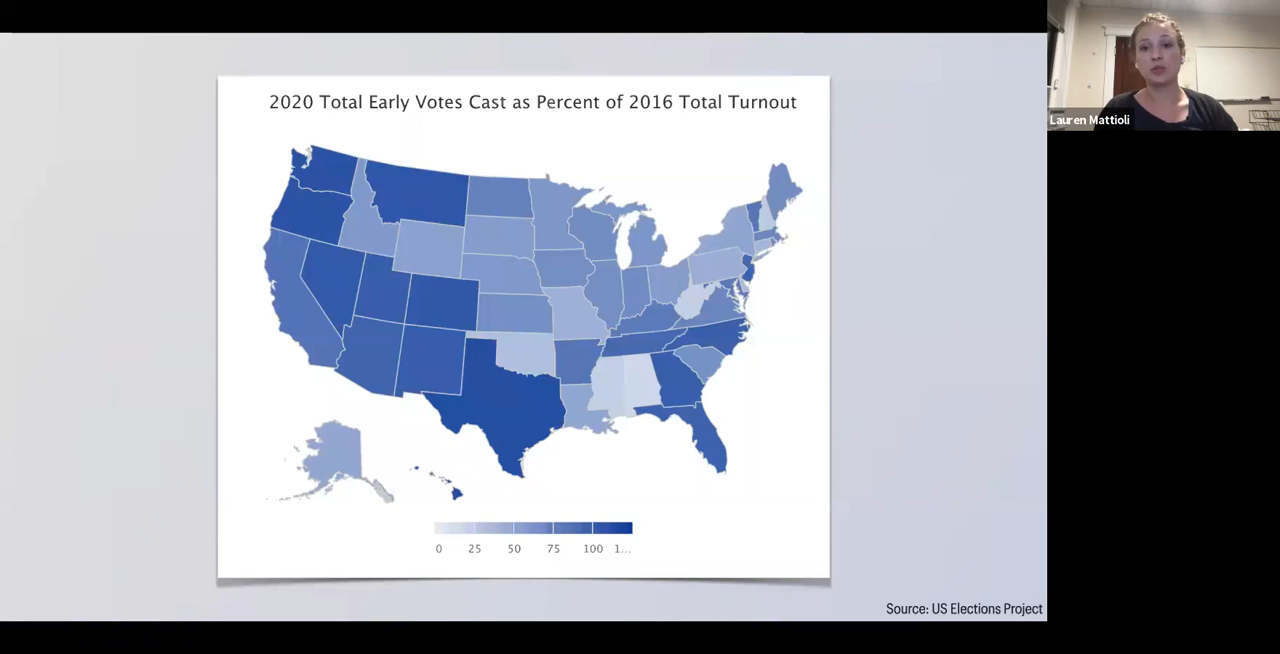 2020 Total Early Votes Cast as Percent of 2016 Total Turnout
Lauren Mattioli
0 25 50 75 100 1...
Source: US Elections Project